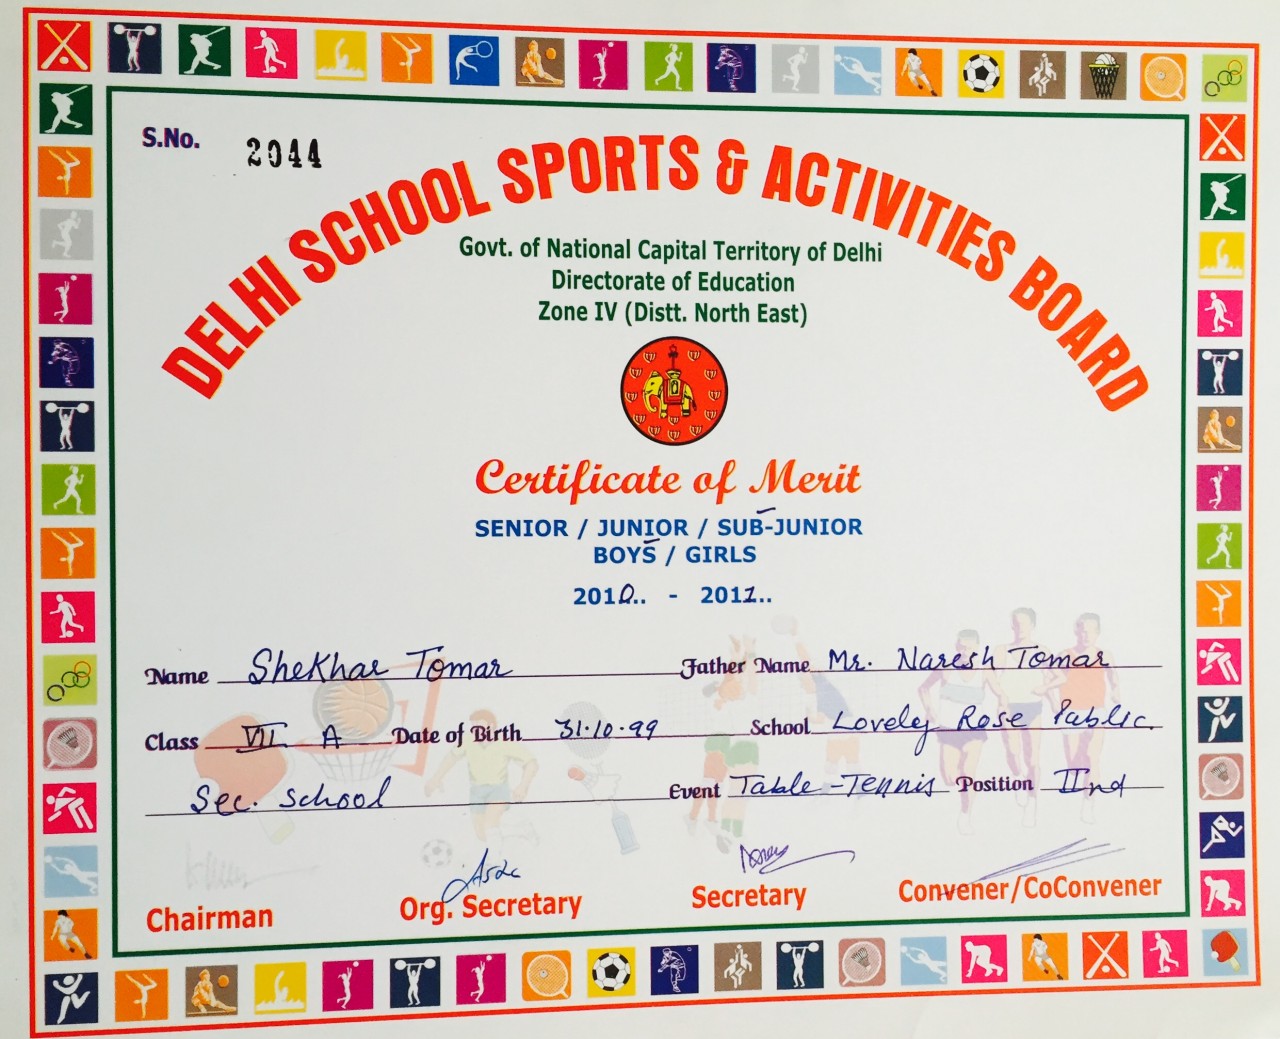 S.No. 2044
DELHI SCHOOL SPORTS & ACTIVITIES BOARD
Govt. of National Capital Territory of Delhi
Directorate of Education
Zone IV (Distt. North East)
Certificate of Merit
SENIOR / JUNIOR / SUB-JUNIOR
BOYS / GIRLS
2010.. - 2011..
Name Shekhar Tomar Father Name Mr. Naresh Tomar
Class VII A Date of Birth 31.10.99 School Lovely Rose Public
Sec. School Event Table-Tennis Position IInd
Chairman Org. Secretary Secretary Convener/CoConvener